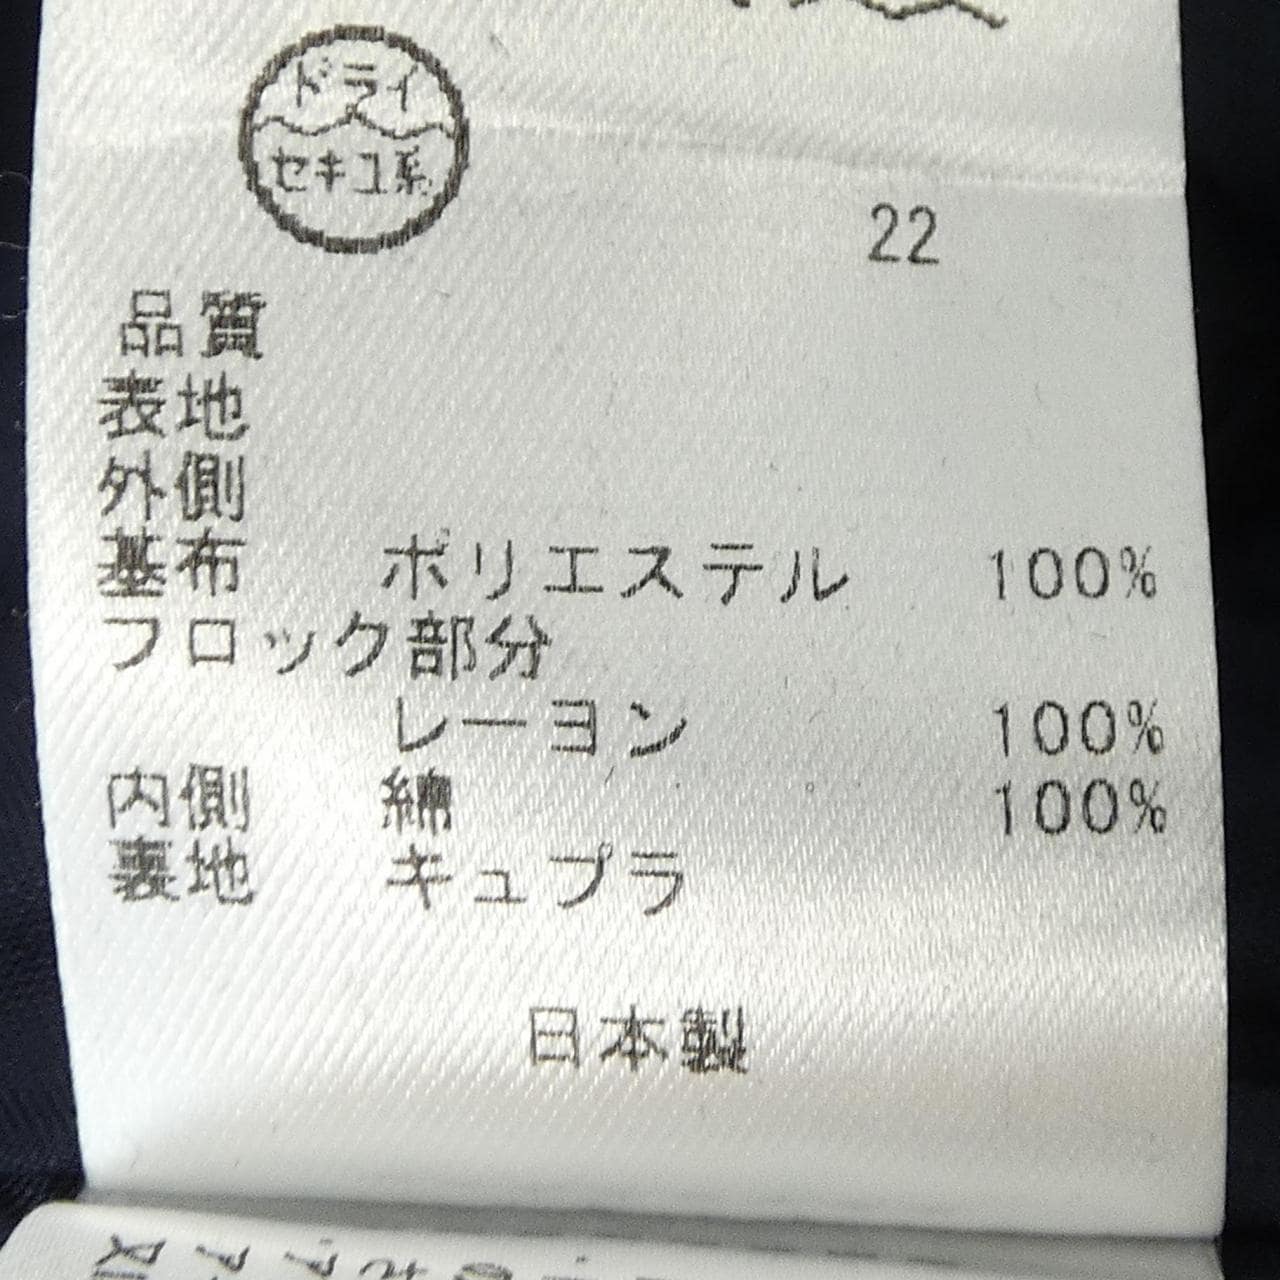 ドライ
セキユ系
22
品質
表地
外側
基布 ポリエステル 100%
フロック部分
レーヨン 100%
内側 綿 100%
裏地 キュプラ
日本製